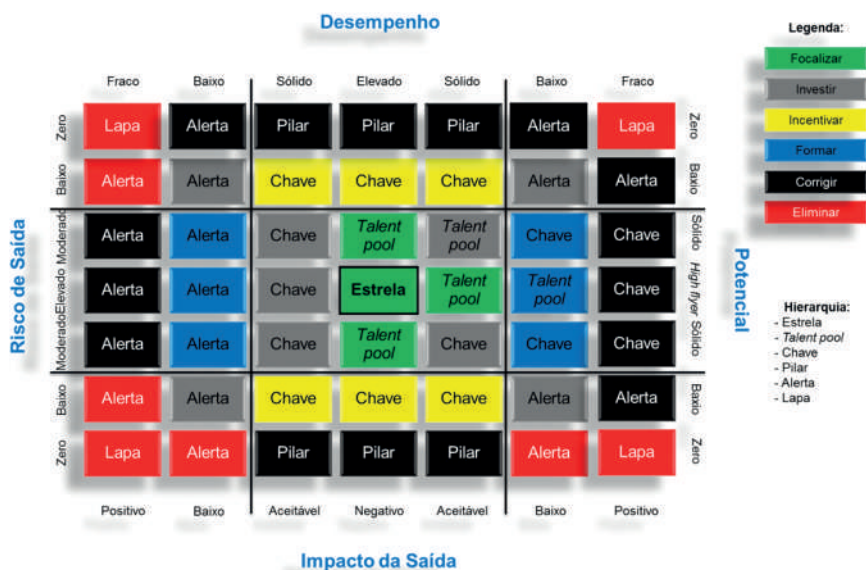 Desempenho
Legenda:
Fraco Baixo Sólido Elevado Sólido Baixo Fraco
Focalizar
Investir
Incentivar
Formar
Corrigir
Eliminar
Zero Lapa Alerta Pilar Pilar Pilar Alerta Lapa Zero
Baixo Alerta Alerta Chave Chave Chave Alerta Alerta Baxio
Moderado Alerta Alerta Chave Talent pool Talent pool Chave Chave Sólido
Elevado Alerta Alerta Chave Estrela Talent pool Talent pool Chave High flyer
Moderado Alerta Alerta Chave Talent pool Chave Chave Chave Sólido
Baixo Alerta Alerta Chave Chave Chave Alerta Alerta Baxio
Zero Lapa Alerta Pilar Pilar Pilar Alerta Lapa Zero
Positivo Baixo Aceitável Negativo Aceitável Baixo Positivo
Risco de Saída
Potencial
Impacto da Saída
Hierarquia:
- Estrela
- Talent pool
- Chave
- Pilar
- Alerta
- Lapa